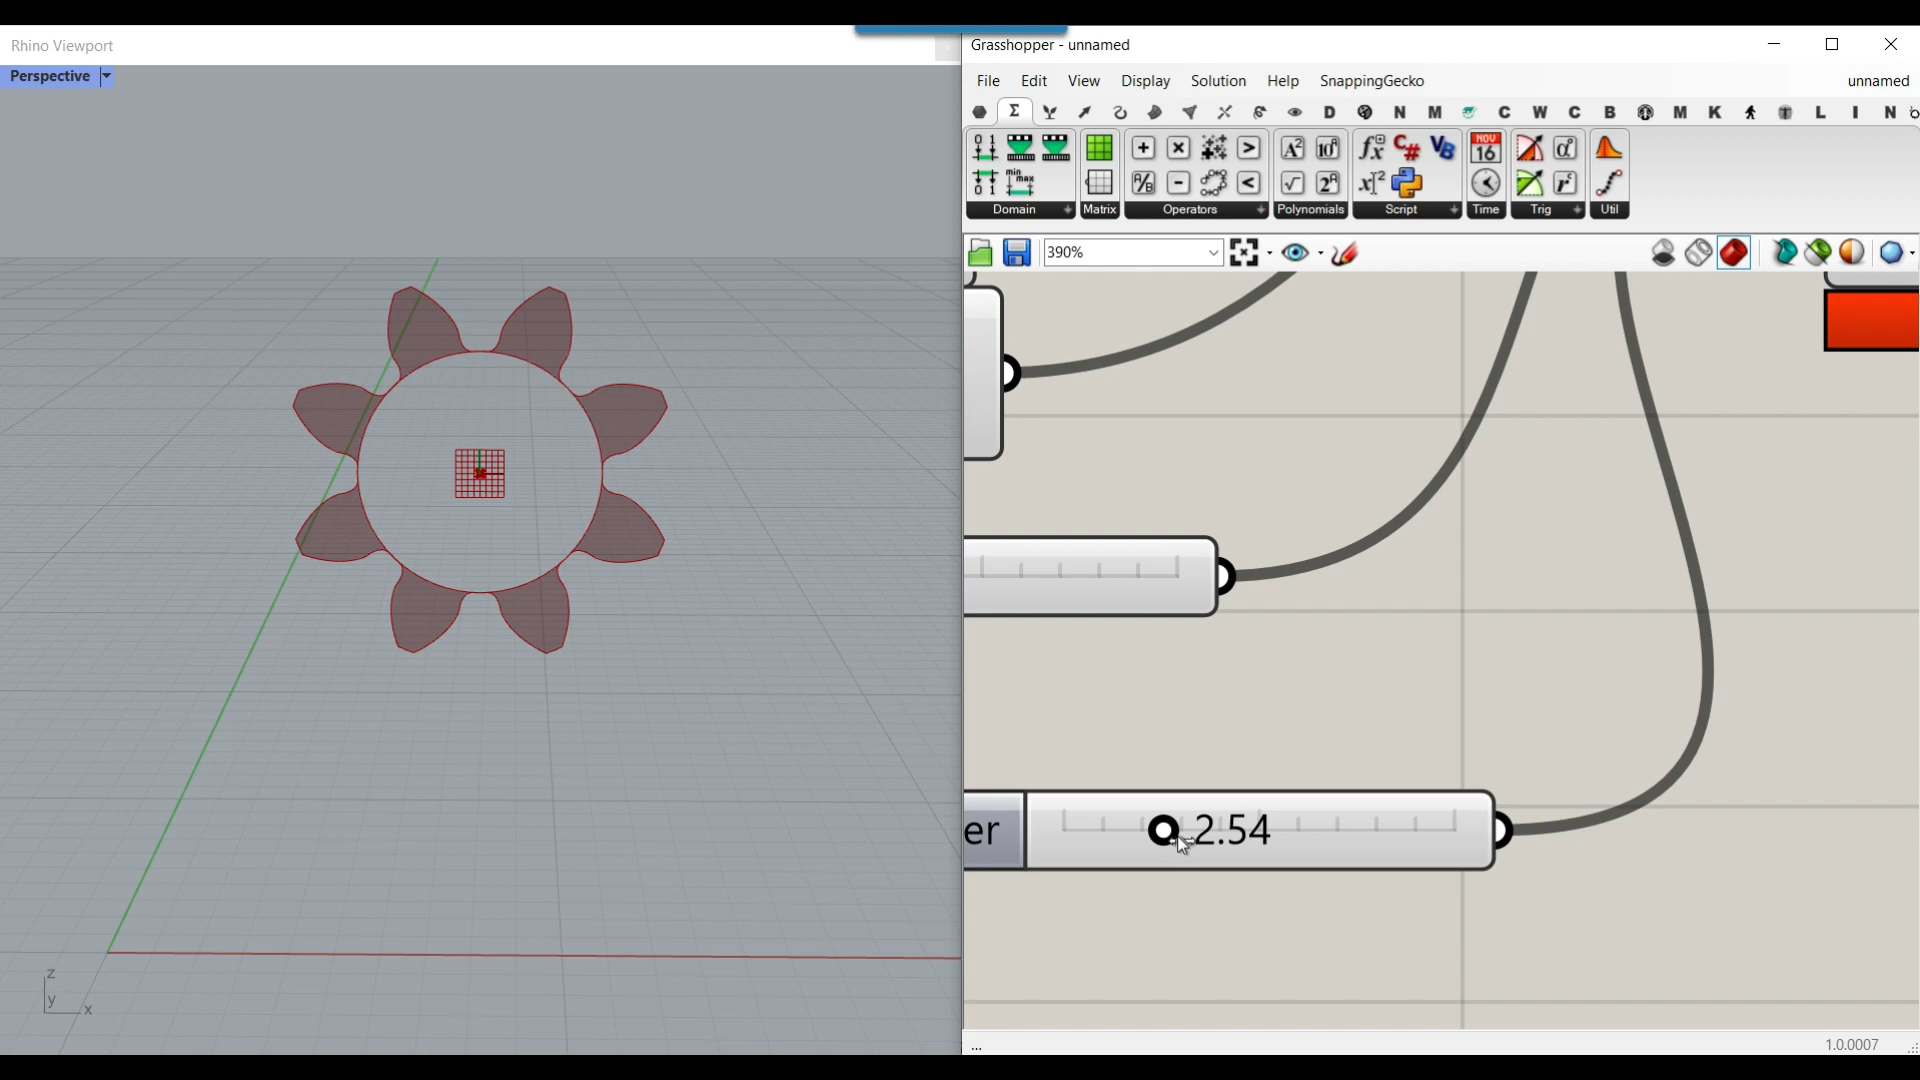 Rhino Viewport
Perspective
z
y
x
Grasshopper - unnamed
File Edit View Display Solution Help SnappingGecko unnamed
Σ D N M C W C B M K L I N
Domain Matrix Operators Polynomials Script Time Trig Util
390%
er 2.54
...
1.0.0007